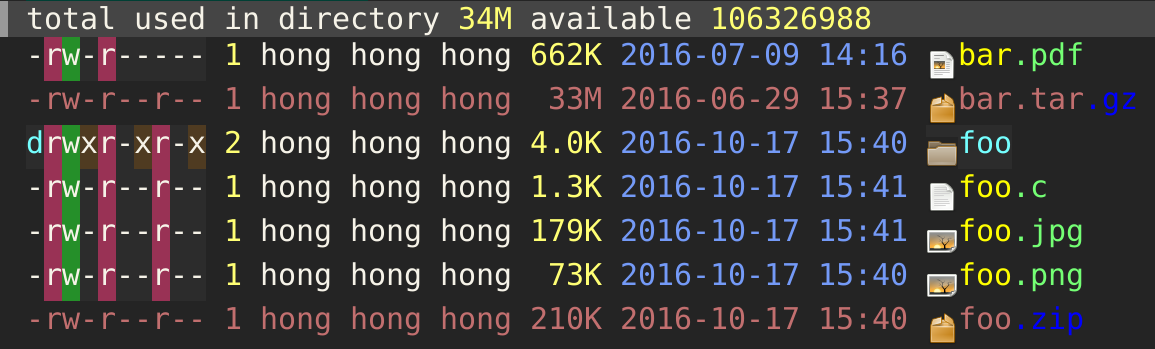 total used in directory 34M available 106326988
-rw-r----- 1 hong hong hong 662K 2016-07-09 14:16 bar.pdf
-rw-r--r-- 1 hong hong hong 33M 2016-06-29 15:37 bar.tar.gz
drwxr-xr-x 2 hong hong hong 4.0K 2016-10-17 15:40 foo
-rw-r--r-- 1 hong hong hong 1.3K 2016-10-17 15:41 foo.c
-rw-r--r-- 1 hong hong hong 179K 2016-10-17 15:41 foo.jpg
-rw-r--r-- 1 hong hong hong 73K 2016-10-17 15:40 foo.png
-rw-r--r-- 1 hong hong hong 210K 2016-10-17 15:40 foo.zip